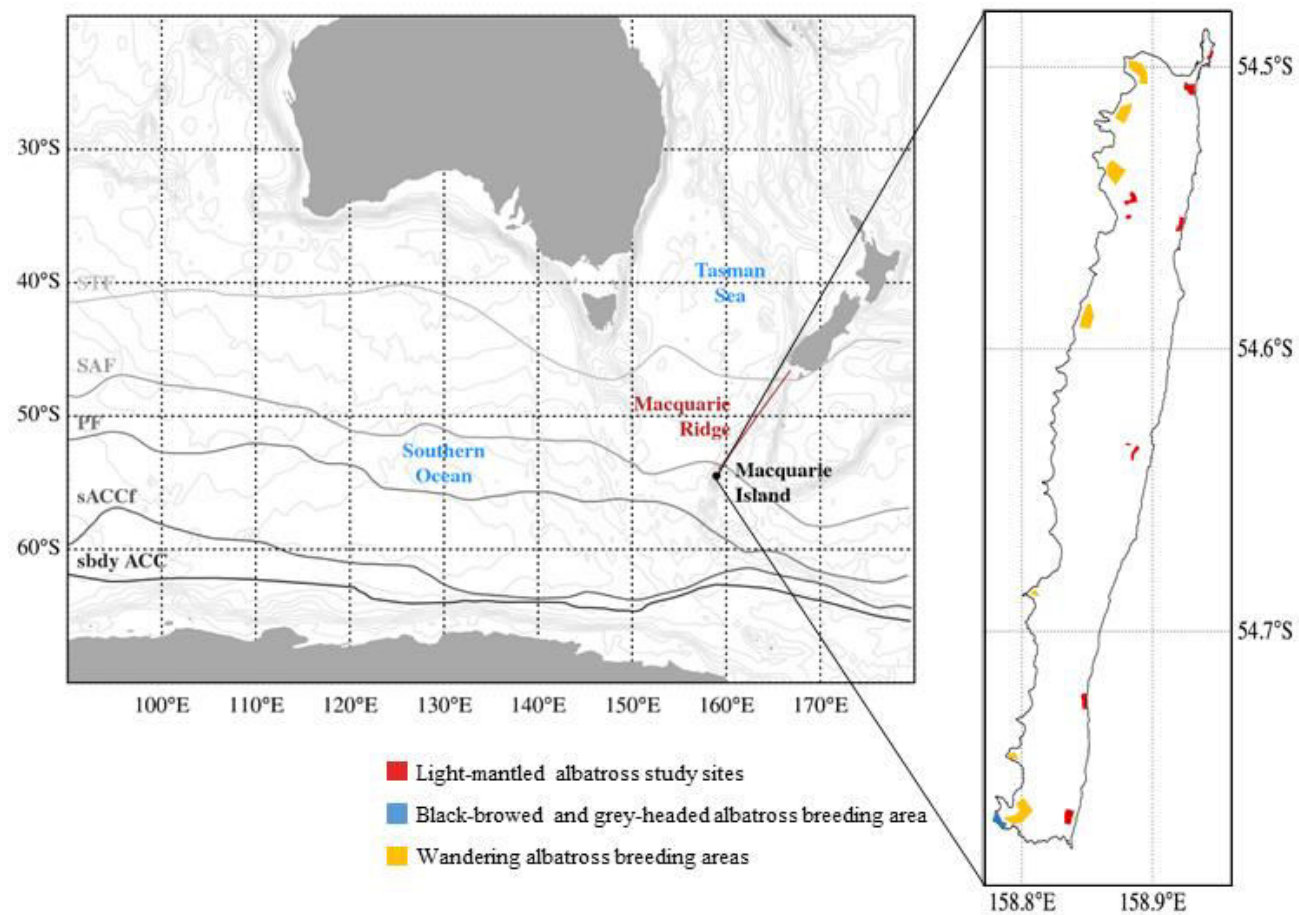 30°S
40°S
50°S
60°S
STF
SAF
PF
sACCf
sbdy ACC
Tasman
Sea
Macquarie
Ridge
Southern
Ocean
Macquarie
Island
100°E 110°E 120°E 130°E 140°E 150°E 160°E 170°E
54.5°S
54.6°S
54.7°S
158.8°E 158.9°E
Light-mantled albatross study sites
Black-browed and grey-headed albatross breeding area
Wandering albatross breeding areas